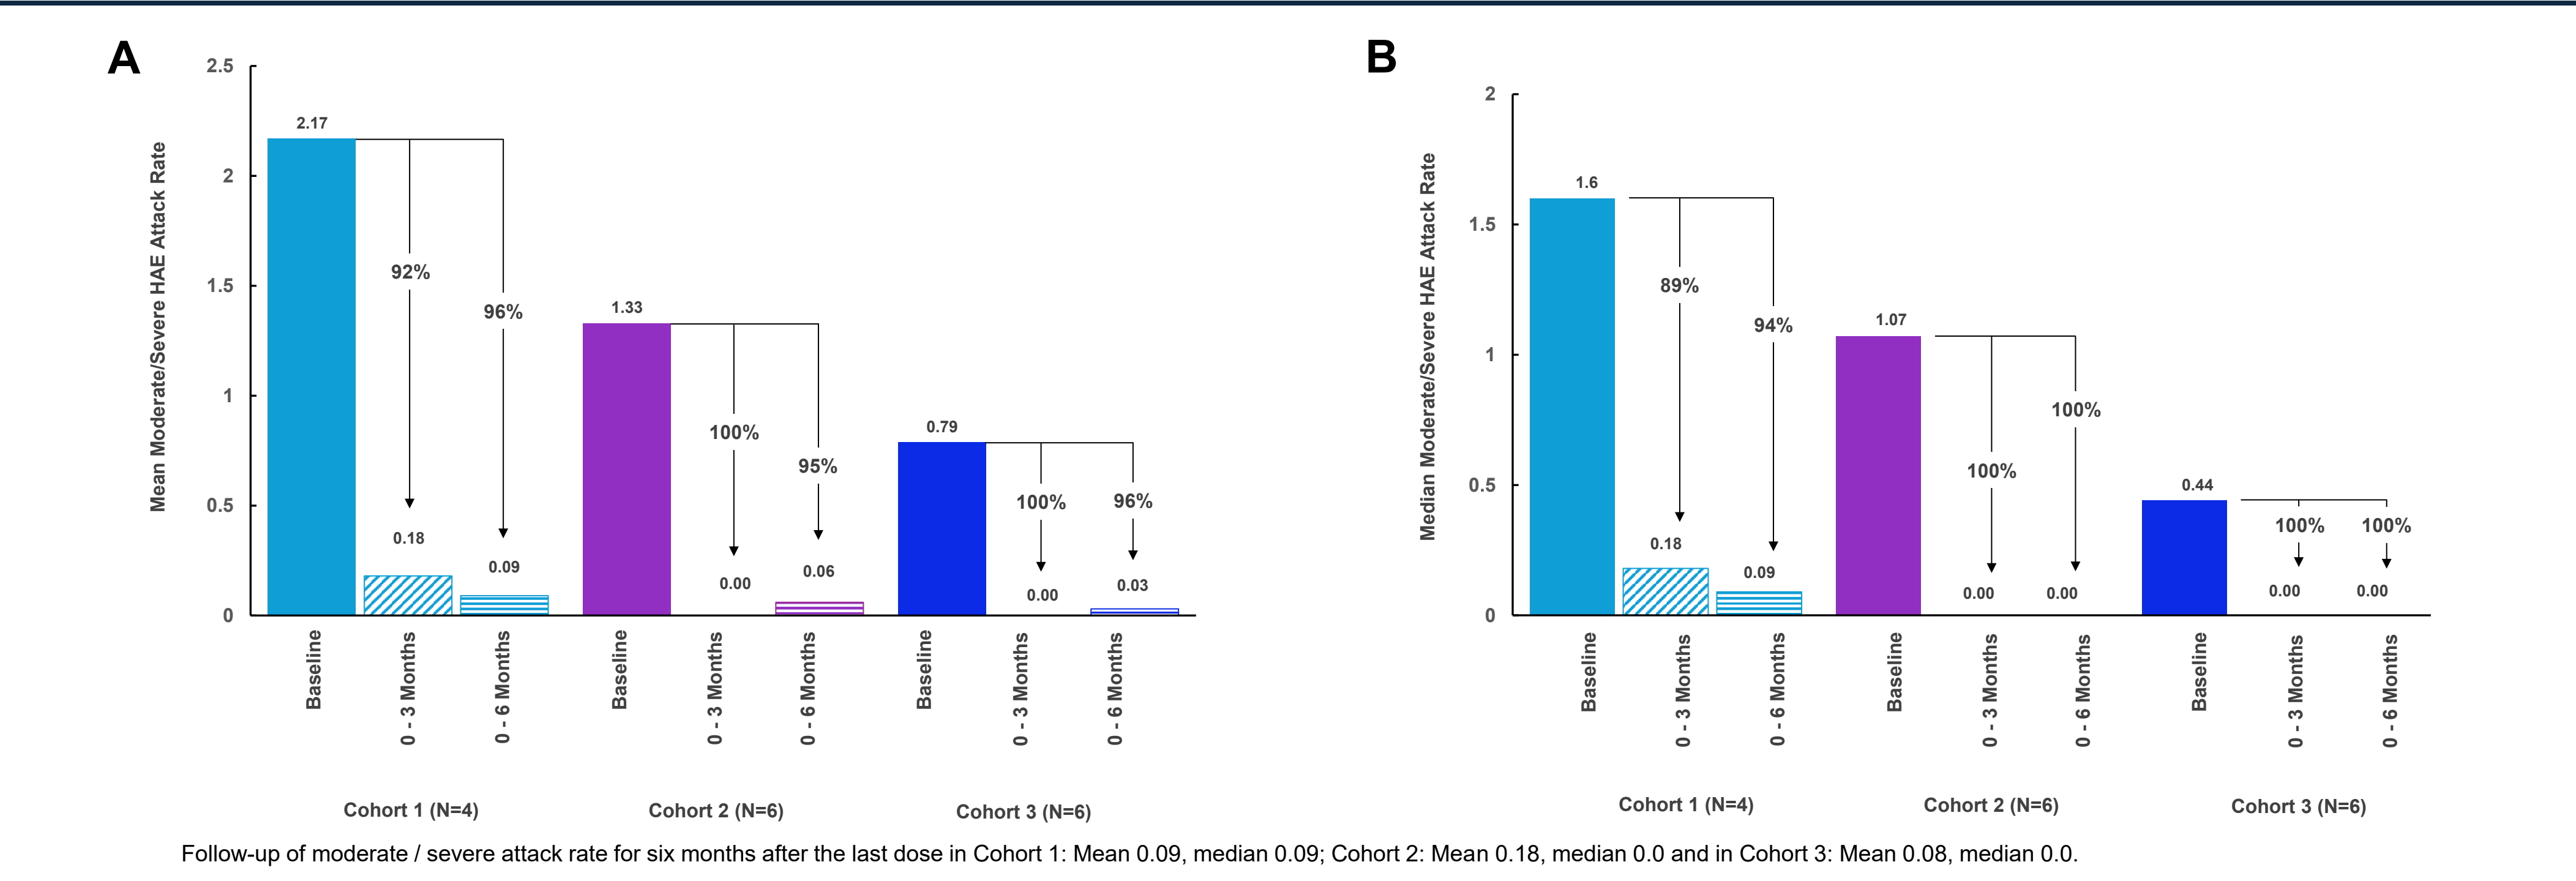 A
Mean Moderate/Severe HAE Attack Rate
2.5
2
1.5
1
0.5
0
2.17
92%
96%
0.18
0.09
1.33
100%
95%
0.00
0.06
0.79
100%
96%
0.00
0.03
Baseline
0 - 3 Months
0 - 6 Months
Baseline
0 - 3 Months
0 - 6 Months
Baseline
0 - 3 Months
0 - 6 Months
Cohort 1 (N=4)
Cohort 2 (N=6)
Cohort 3 (N=6)
B
Median Moderate/Severe HAE Attack Rate
2
1.5
1
0.5
0
1.6
89%
94%
0.18
0.09
1.07
100%
100%
0.00
0.00
0.44
100%
100%
0.00
0.00
Baseline
0 - 3 Months
0 - 6 Months
Baseline
0 - 3 Months
0 - 6 Months
Baseline
0 - 3 Months
0 - 6 Months
Cohort 1 (N=4)
Cohort 2 (N=6)
Cohort 3 (N=6)
Follow-up of moderate / severe attack rate for six months after the last dose in Cohort 1: Mean 0.09, median 0.09; Cohort 2: Mean 0.18, median 0.0 and in Cohort 3: Mean 0.08, median 0.0.